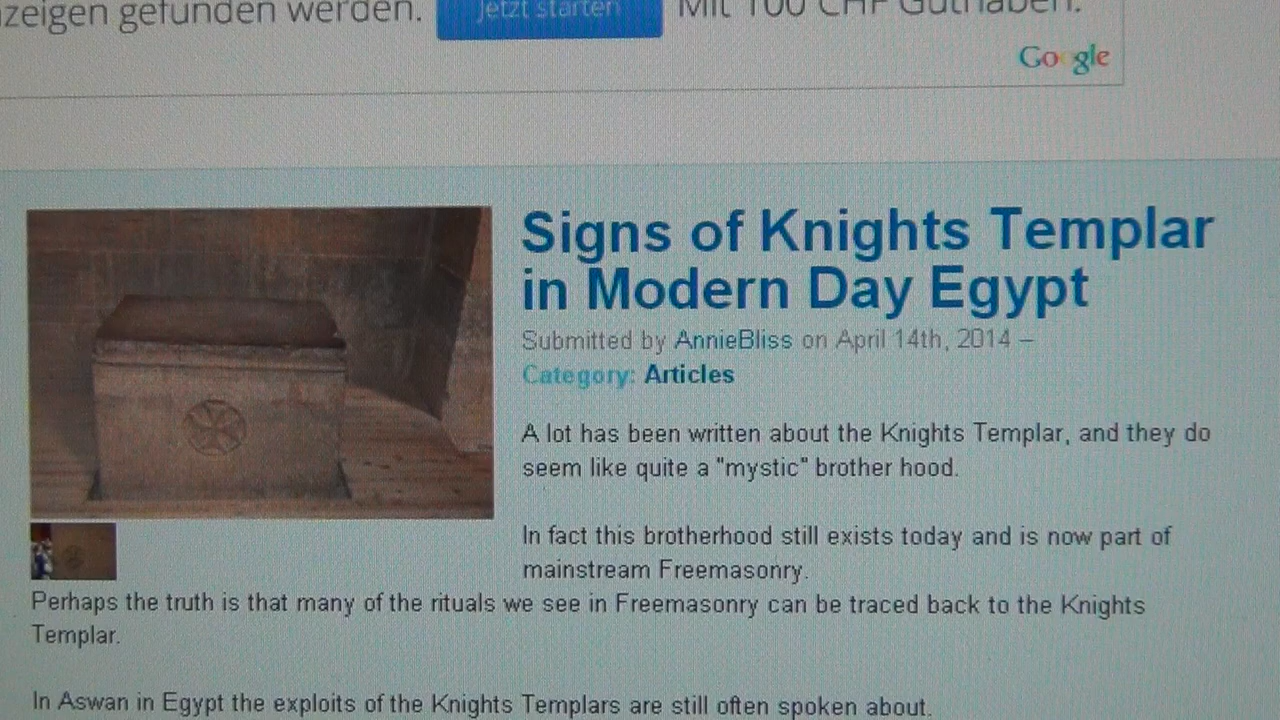 zeigen gefunden werden. Jetzt starten Mit 100 CHF Guthaben.
Google
Signs of Knights Templar
in Modern Day Egypt
Submitted by AnnieBliss on April 14th, 2014 –
Category: Articles
A lot has been written about the Knights Templar, and they do
seem like quite a "mystic" brother hood.
In fact this brotherhood still exists today and is now part of
mainstream Freemasonry.
Perhaps the truth is that many of the rituals we see in Freemasonry can be traced back to the Knights
Templar.
In Aswan in Egypt the exploits of the Knights Templars are still often spoken about.